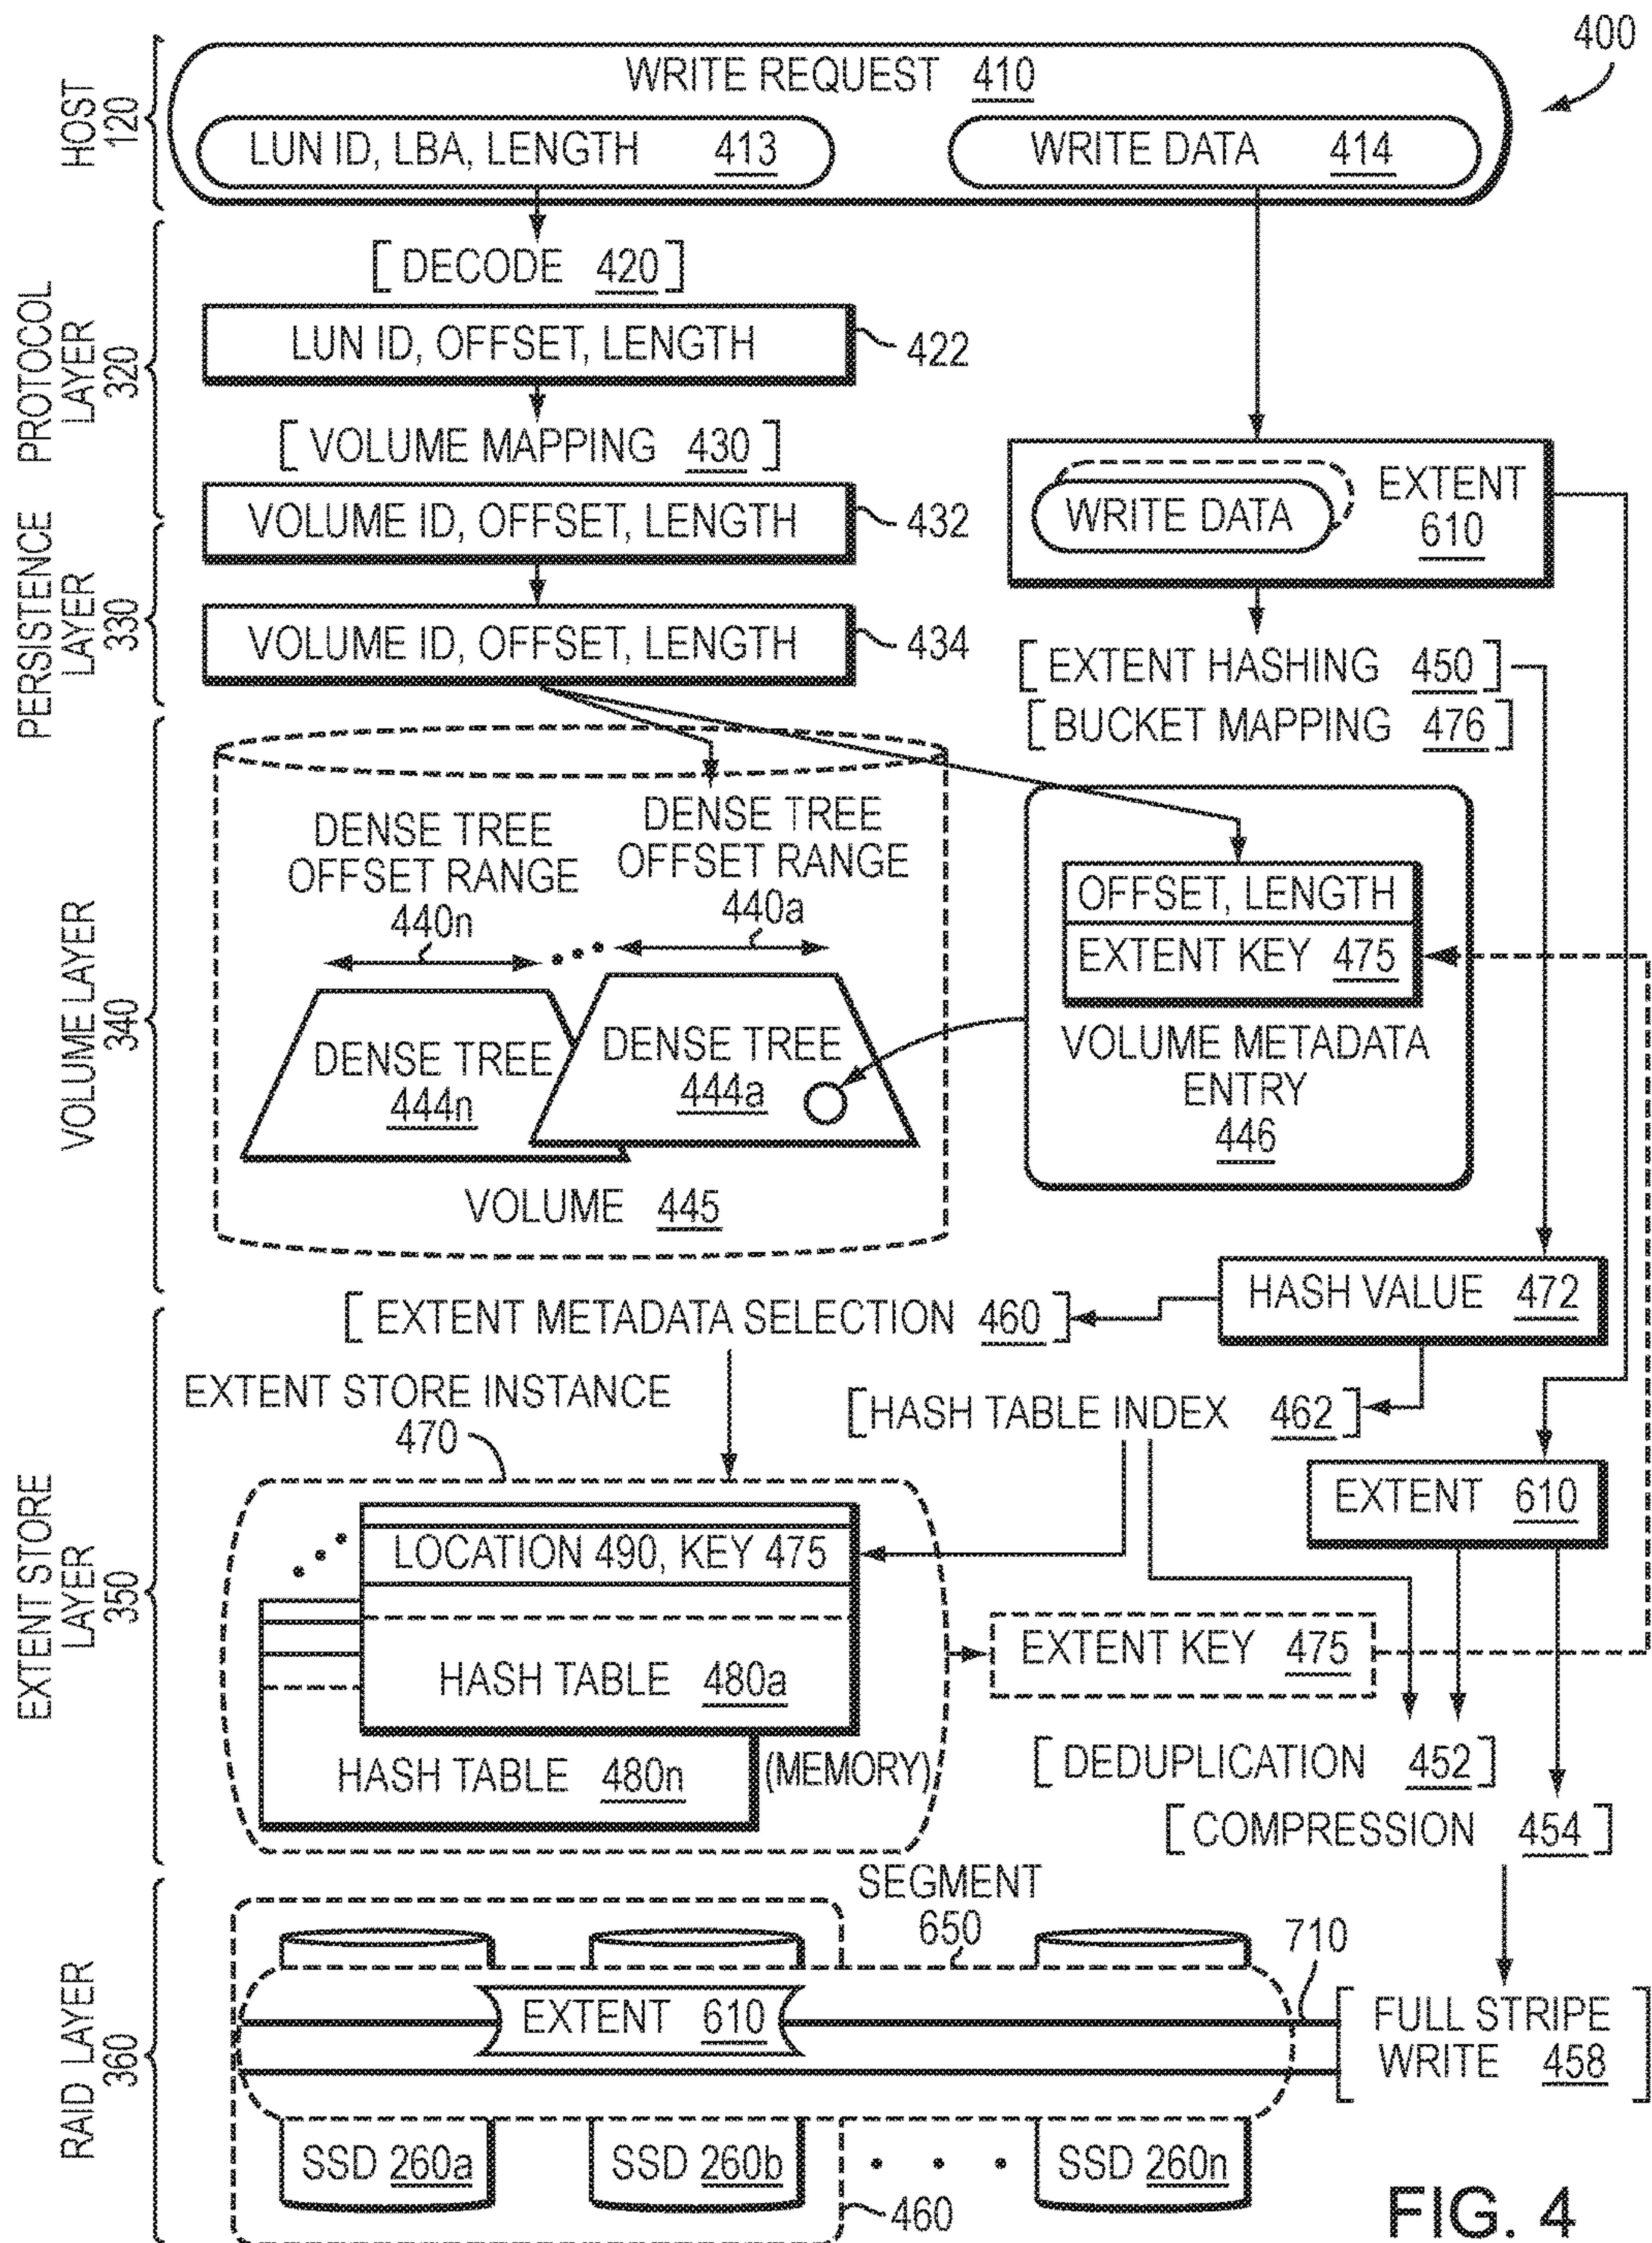 400
HOST
120
WRITE REQUEST 410
LUN ID, LBA, LENGTH 413
WRITE DATA 414
PROTOCOL
LAYER
320
[DECODE 420]
LUN ID, OFFSET, LENGTH
422
[VOLUME MAPPING 430]
VOLUME ID, OFFSET, LENGTH
432
WRITE DATA
EXTENT
610
PERSISTENCE
LAYER
330
VOLUME ID, OFFSET, LENGTH
434
[EXTENT HASHING 450]
[BUCKET MAPPING 476]
VOLUME LAYER
340
DENSE TREE
OFFSET RANGE
440n
DENSE TREE
OFFSET RANGE
440a
DENSE TREE
444n
DENSE TREE
444a
VOLUME 445
OFFSET, LENGTH
EXTENT KEY 475
VOLUME METADATA
ENTRY
446
HASH VALUE 472
[EXTENT METADATA SELECTION 460]
EXTENT STORE
LAYER
350
EXTENT STORE INSTANCE
470
[HASH TABLE INDEX 462]
EXTENT 610
LOCATION 490, KEY 475
HASH TABLE 480a
HASH TABLE 480n
(MEMORY)
EXTENT KEY 475
[DEDUPLICATION 452]
[COMPRESSION 454]
RAID LAYER
360
SEGMENT
650
710
EXTENT 610
[FULL STRIPE
WRITE 458]
SSD 260a
SSD 260b
. . .
SSD 260n
460
FIG. 4